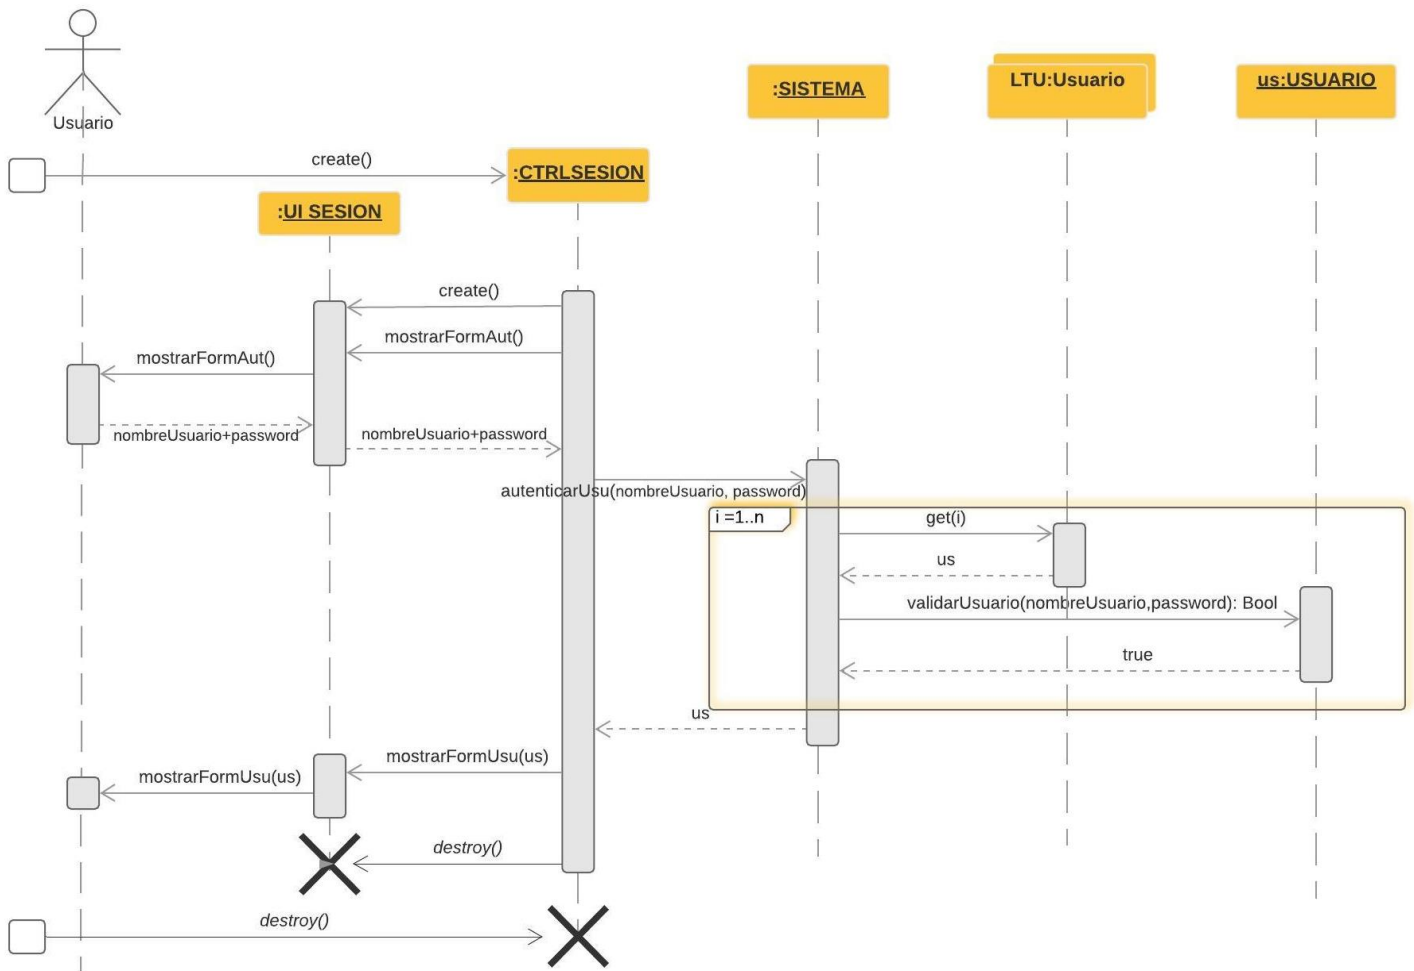 Usuario
:SISTEMA
LTU:Usuario
us:USUARIO
create()
:CTRLSESION
:UI SESION
create()
mostrarFormAut()
mostrarFormAut()
nombreUsuario+password
nombreUsuario+password
autenticarUsu(nombreUsuario, password)
i =1..n
get(i)
us
validarUsuario(nombreUsuario,password): Bool
true
us
mostrarFormUsu(us)
mostrarFormUsu(us)
destroy()
destroy()